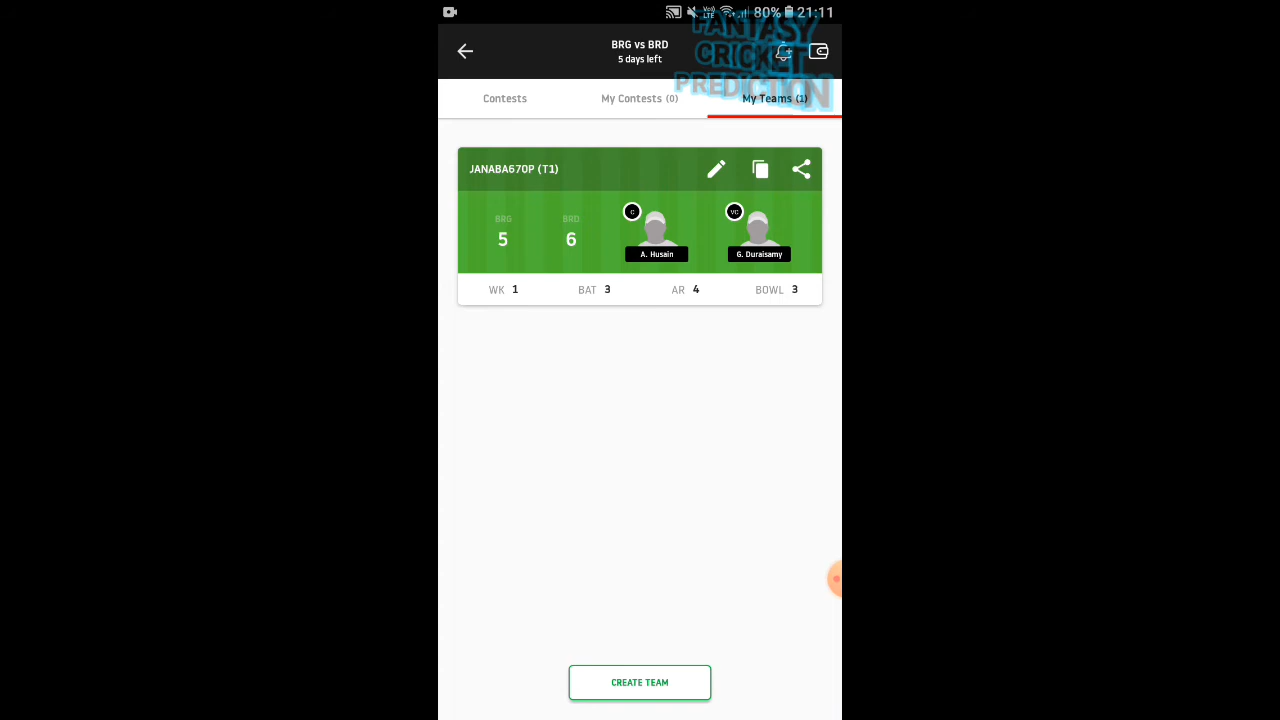 80% 21:11
FANTASY
CRICKET
PREDICTION
BRG vs BRD
5 days left
Contests
My Contests (0)
My Teams (1)
JANABA670P (T1)
BRG
5
BRD
6
C
A. Husain
VC
G. Duraisamy
WK 1
BAT 3
AR 4
BOWL 3
CREATE TEAM